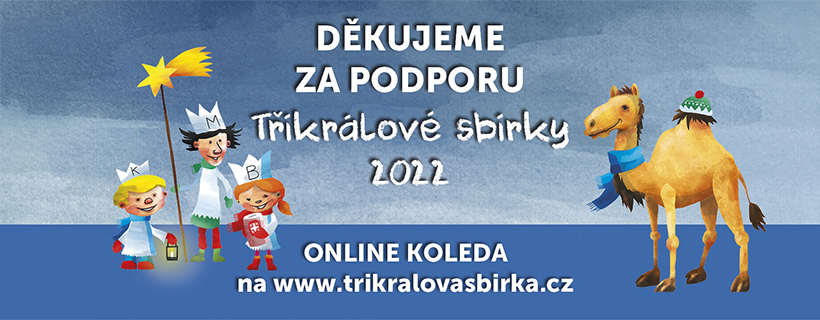 DĚKUJEME
ZA PODPORU
Tříkrálové sbírky
2022
K
M
B
ONLINE KOLEDA
na www.trikralovasbirka.cz